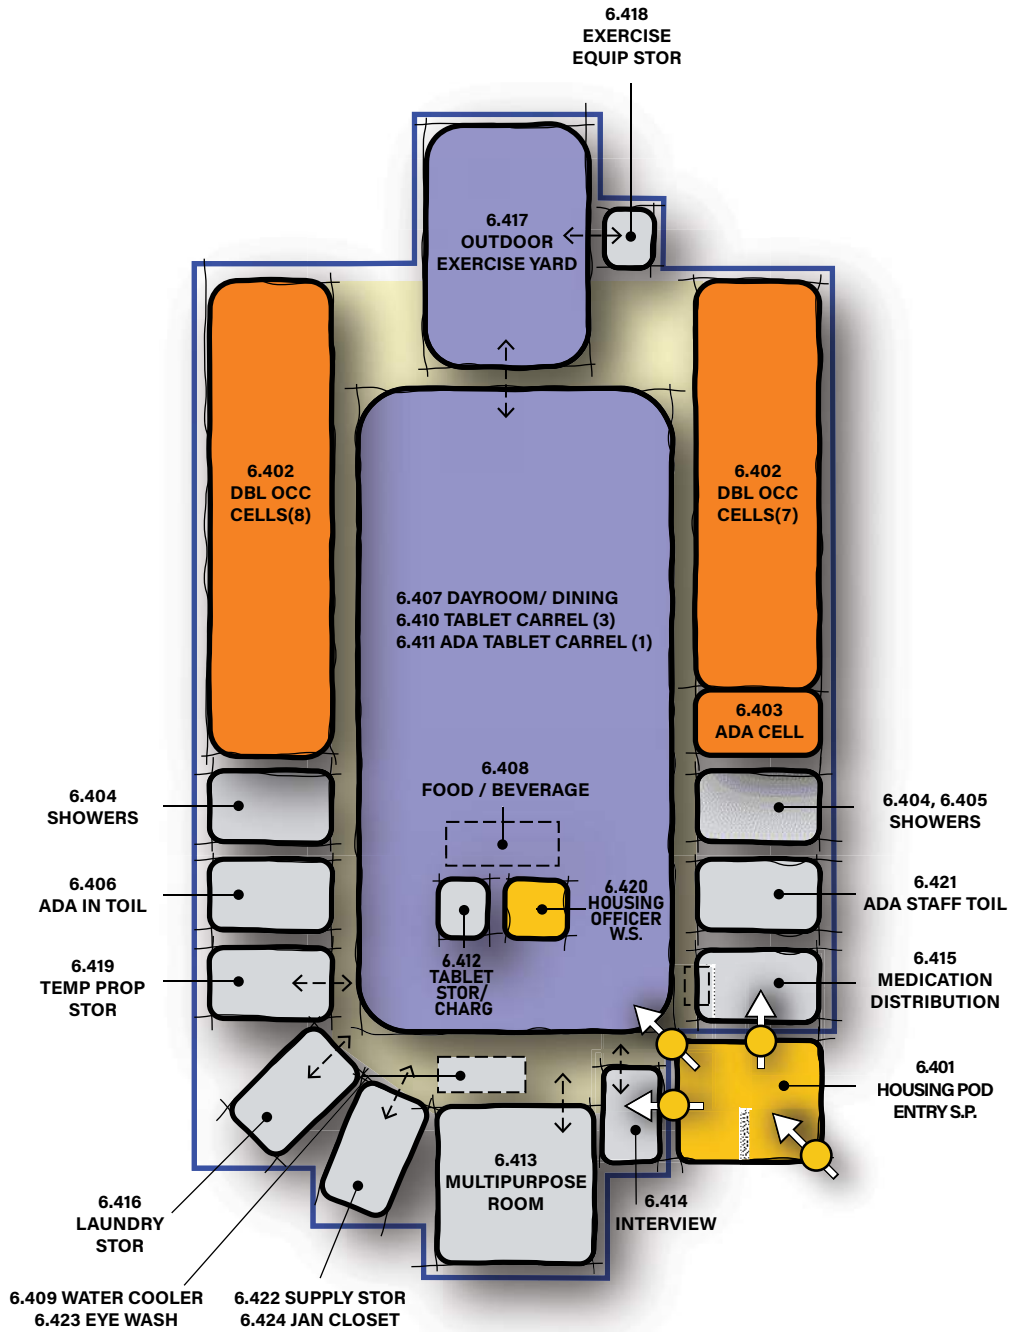 6.418
EXERCISE
EQUIP STOR
6.417
OUTDOOR
EXERCISE YARD
6.402
DBL OCC
CELLS(8)
6.402
DBL OCC
CELLS(7)
6.407 DAYROOM/ DINING
6.410 TABLET CARREL (3)
6.411 ADA TABLET CARREL (1)
6.403
ADA CELL
6.408
FOOD / BEVERAGE
6.404
SHOWERS
6.404, 6.405
SHOWERS
6.406
ADA IN TOIL
6.420
HOUSING
OFFICER
W.S.
6.421
ADA STAFF TOIL
6.412
TABLET
STOR/
CHARG
6.419
TEMP PROP
STOR
6.415
MEDICATION
DISTRIBUTION
6.401
HOUSING POD
ENTRY S.P.
6.413
MULTIPURPOSE
ROOM
6.414
INTERVIEW
6.416
LAUNDRY
STOR
6.409 WATER COOLER
6.423 EYE WASH
6.422 SUPPLY STOR
6.424 JAN CLOSET